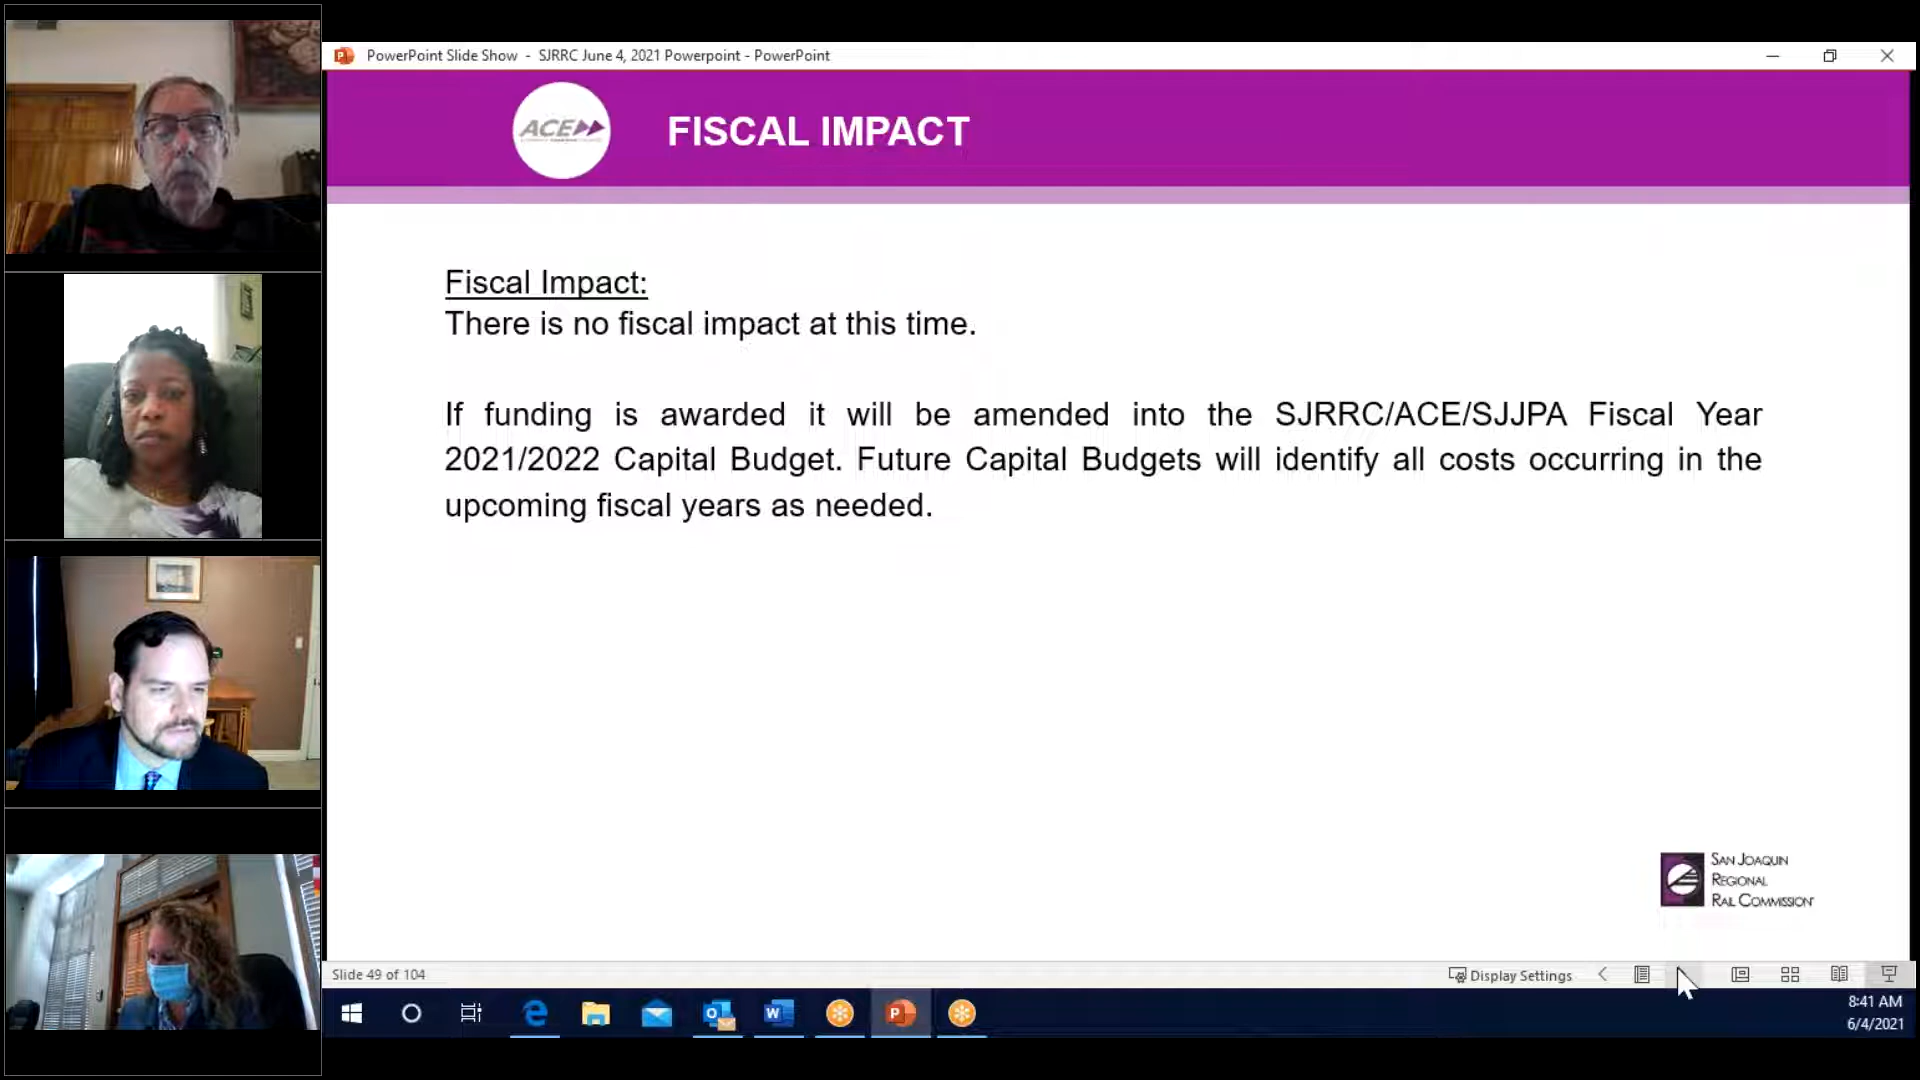 PowerPoint Slide Show - SJRRC June 4, 2021 Powerpoint - PowerPoint
ACE
FISCAL IMPACT
Fiscal Impact:
There is no fiscal impact at this time.
If funding is awarded it will be amended into the SJRRC/ACE/SJJPA Fiscal Year
2021/2022 Capital Budget. Future Capital Budgets will identify all costs occurring in the
upcoming fiscal years as needed.
SAN JOAQUIN
REGIONAL
RAIL COMMISSION
Slide 49 of 104
Display Settings
8:41 AM
6/4/2021